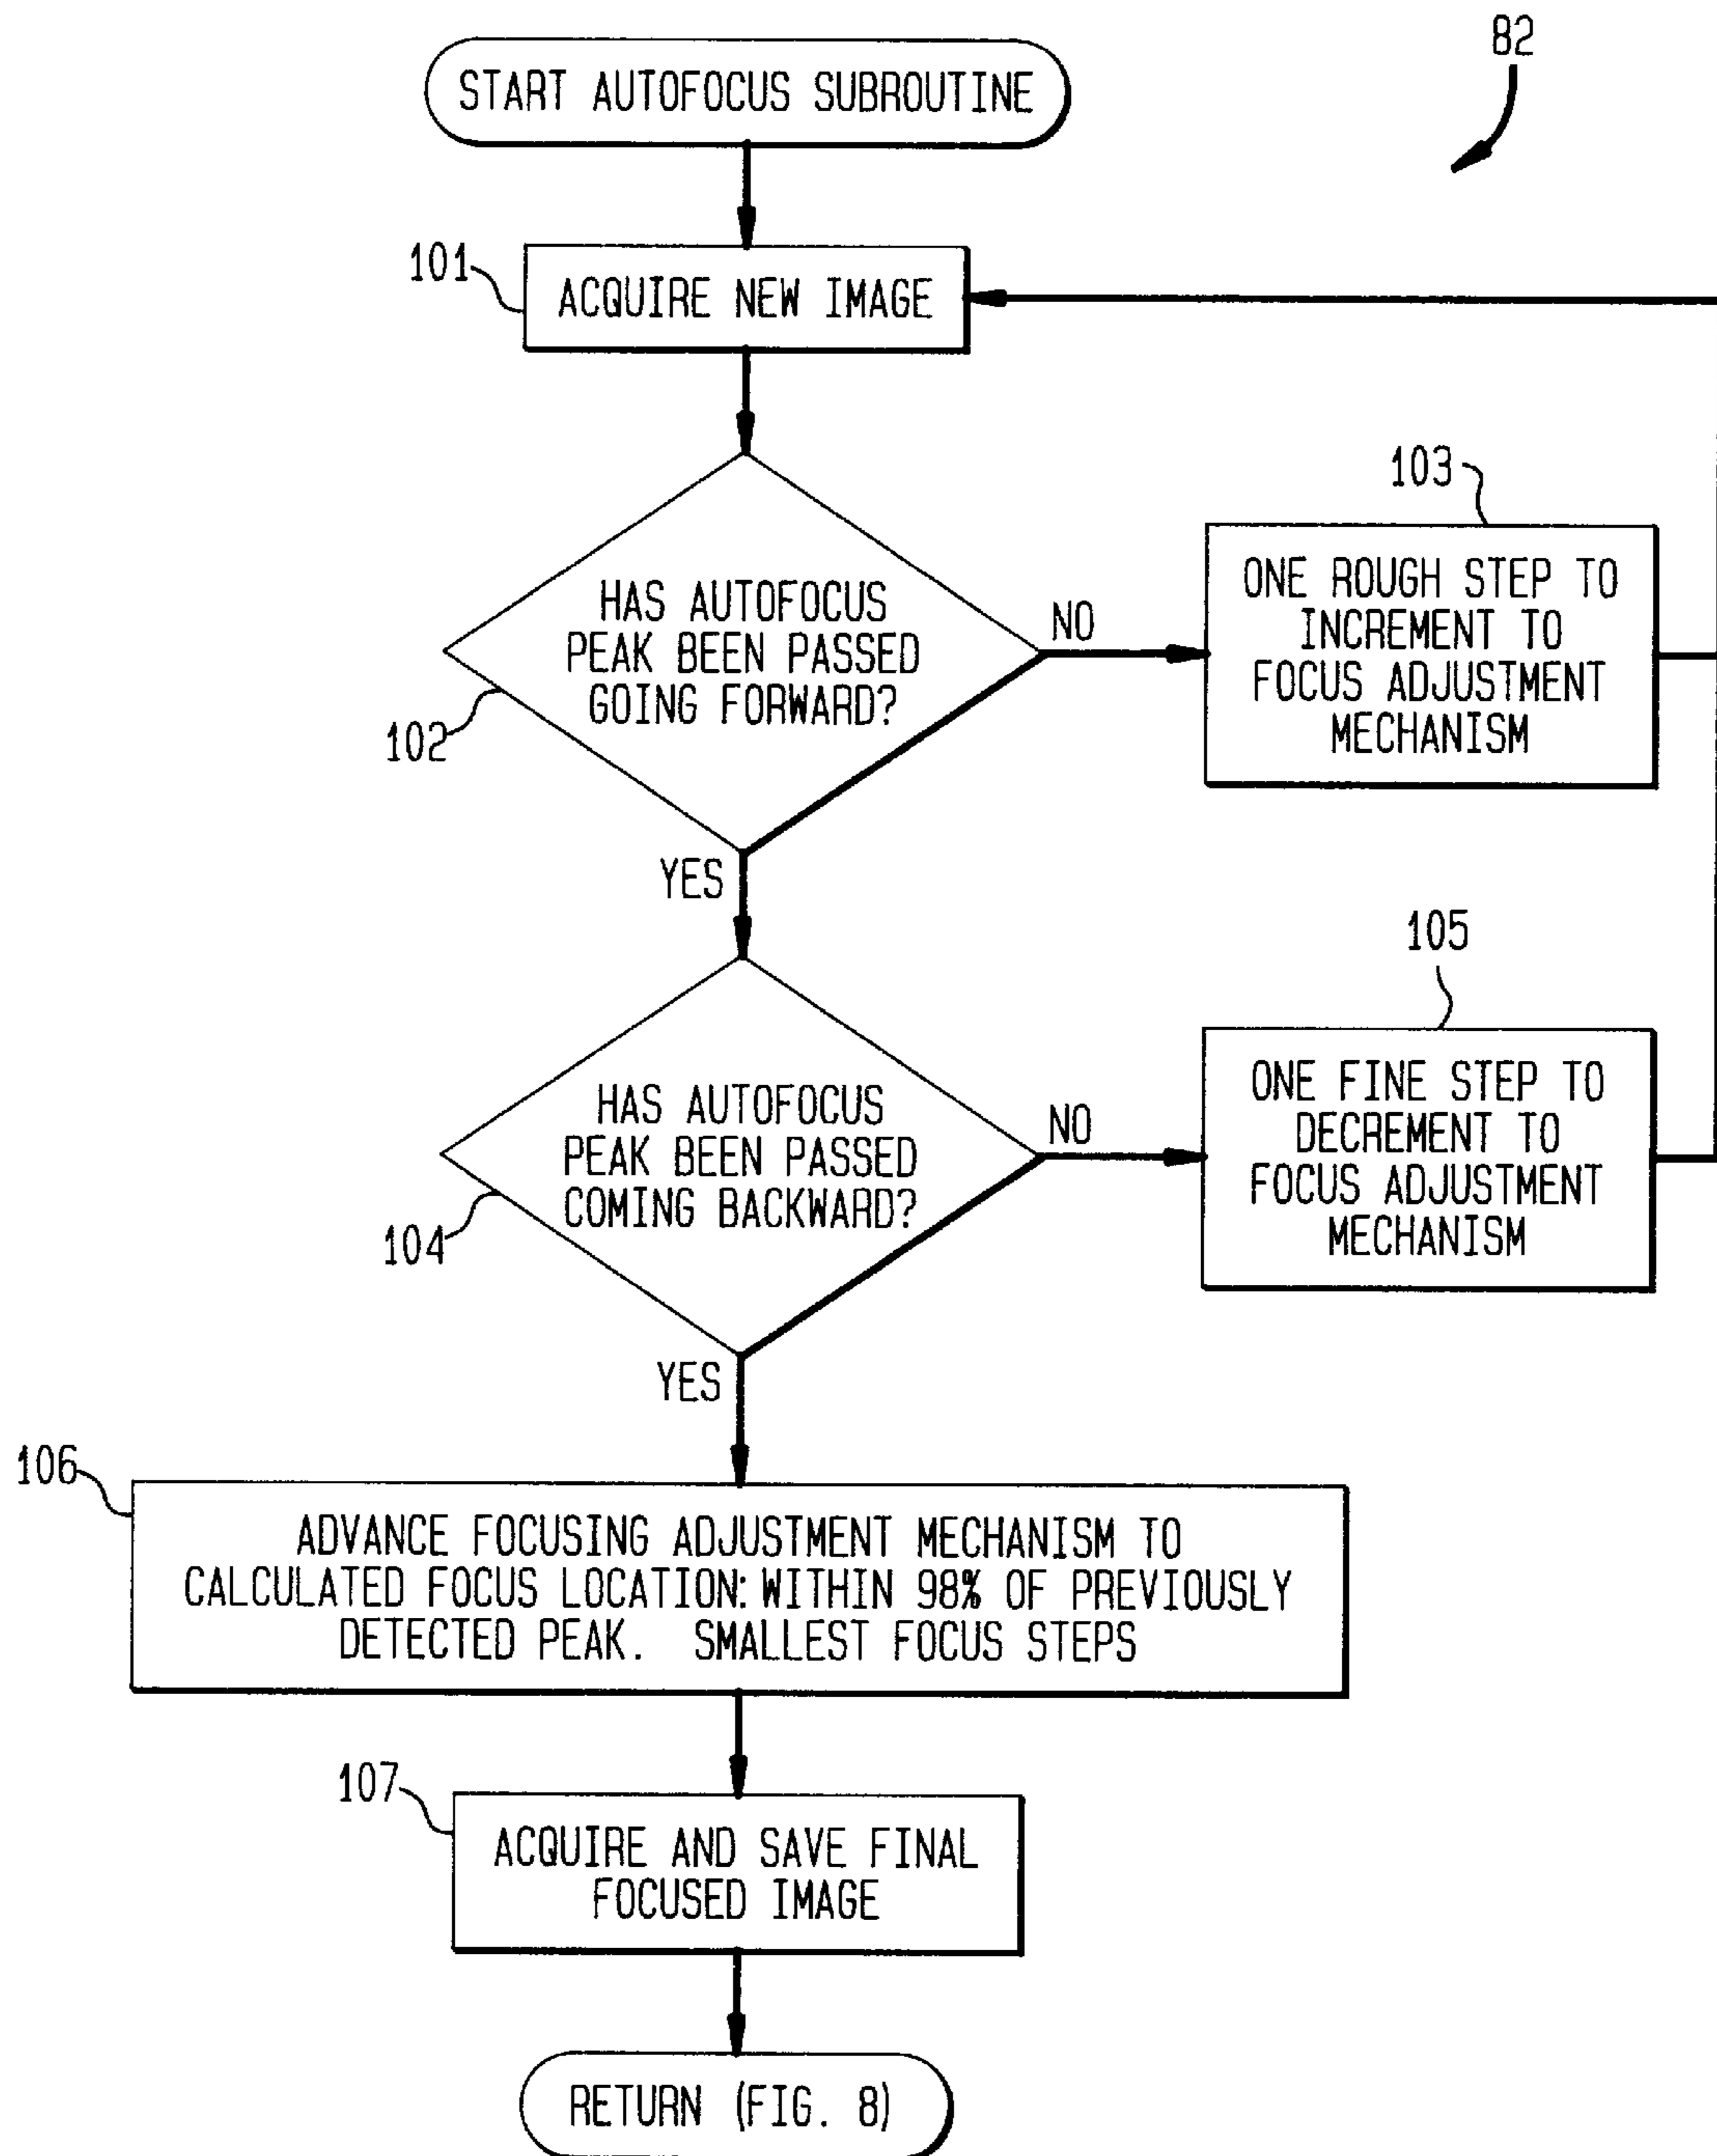 82
START AUTOFOCUS SUBROUTINE
101
ACQUIRE NEW IMAGE
102
HAS AUTOFOCUS
PEAK BEEN PASSED
GOING FORWARD?
NO
103
ONE ROUGH STEP TO
INCREMENT TO
FOCUS ADJUSTMENT
MECHANISM
YES
104
HAS AUTOFOCUS
PEAK BEEN PASSED
COMING BACKWARD?
NO
105
ONE FINE STEP TO
DECREMENT TO
FOCUS ADJUSTMENT
MECHANISM
YES
106
ADVANCE FOCUSING ADJUSTMENT MECHANISM TO
CALCULATED FOCUS LOCATION: WITHIN 98% OF PREVIOUSLY
DETECTED PEAK. SMALLEST FOCUS STEPS
107
ACQUIRE AND SAVE FINAL
FOCUSED IMAGE
RETURN (FIG. 8)